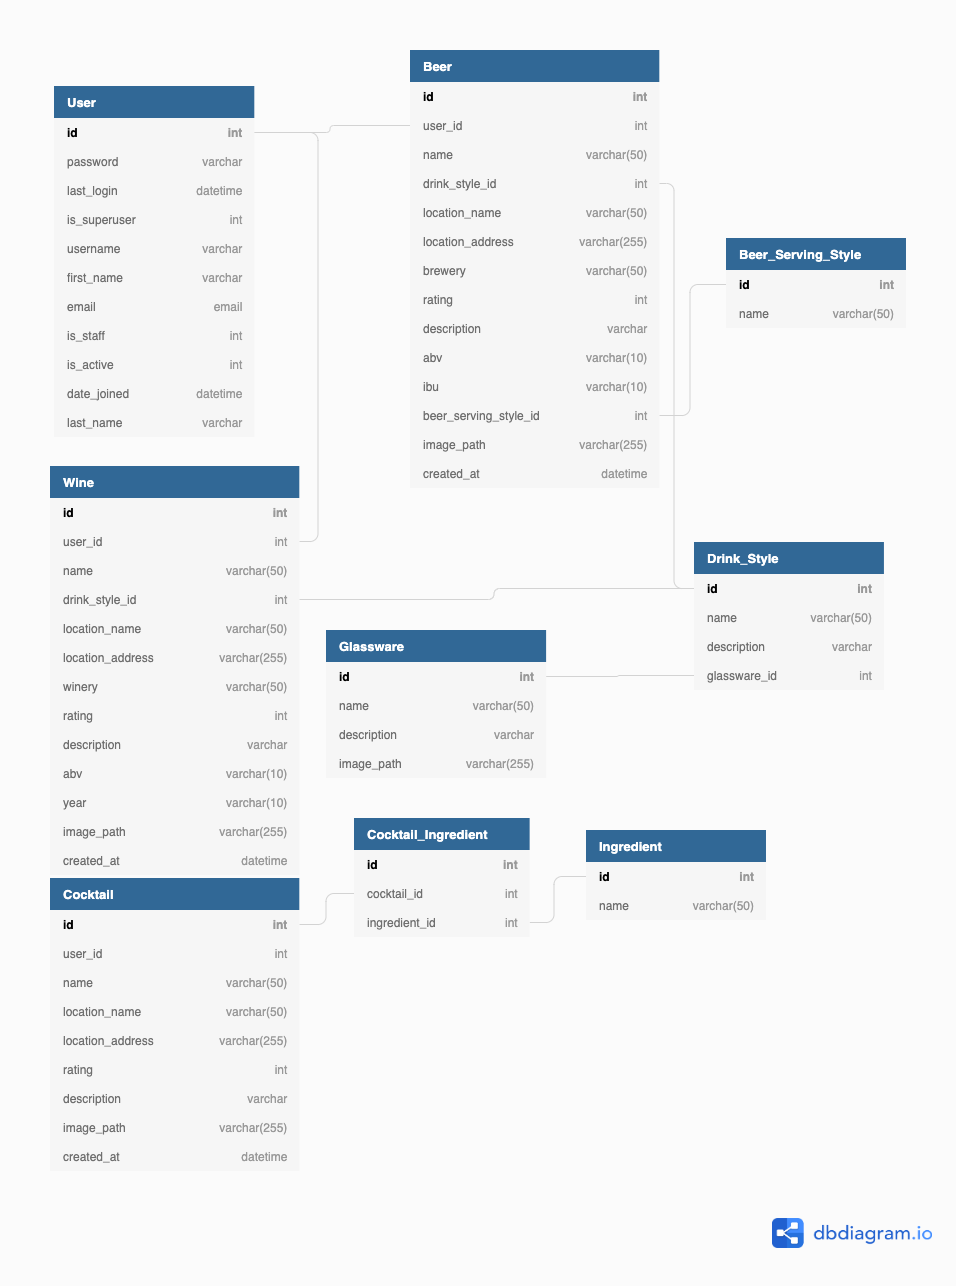 User
id int
password varchar
last_login datetime
is_superuser int
username varchar
first_name varchar
email email
is_staff int
is_active int
date_joined datetime
last_name varchar
Beer
id int
user_id int
name varchar(50)
drink_style_id int
location_name varchar(50)
location_address varchar(255)
brewery varchar(50)
rating int
description varchar
abv varchar(10)
ibu varchar(10)
beer_serving_style_id int
image_path varchar(255)
created_at datetime
Beer_Serving_Style
id int
name varchar(50)
Wine
id int
user_id int
name varchar(50)
drink_style_id int
location_name varchar(50)
location_address varchar(255)
winery varchar(50)
rating int
description varchar
abv varchar(10)
year varchar(10)
image_path varchar(255)
created_at datetime
Drink_Style
id int
name varchar(50)
description varchar
glassware_id int
Glassware
id int
name varchar(50)
description varchar
image_path varchar(255)
Cocktail_Ingredient
id int
cocktail_id int
ingredient_id int
Ingredient
id int
name varchar(50)
Cocktail
id int
user_id int
name varchar(50)
location_name varchar(50)
location_address varchar(255)
rating int
description varchar
image_path varchar(255)
created_at datetime
dbdiagram.io